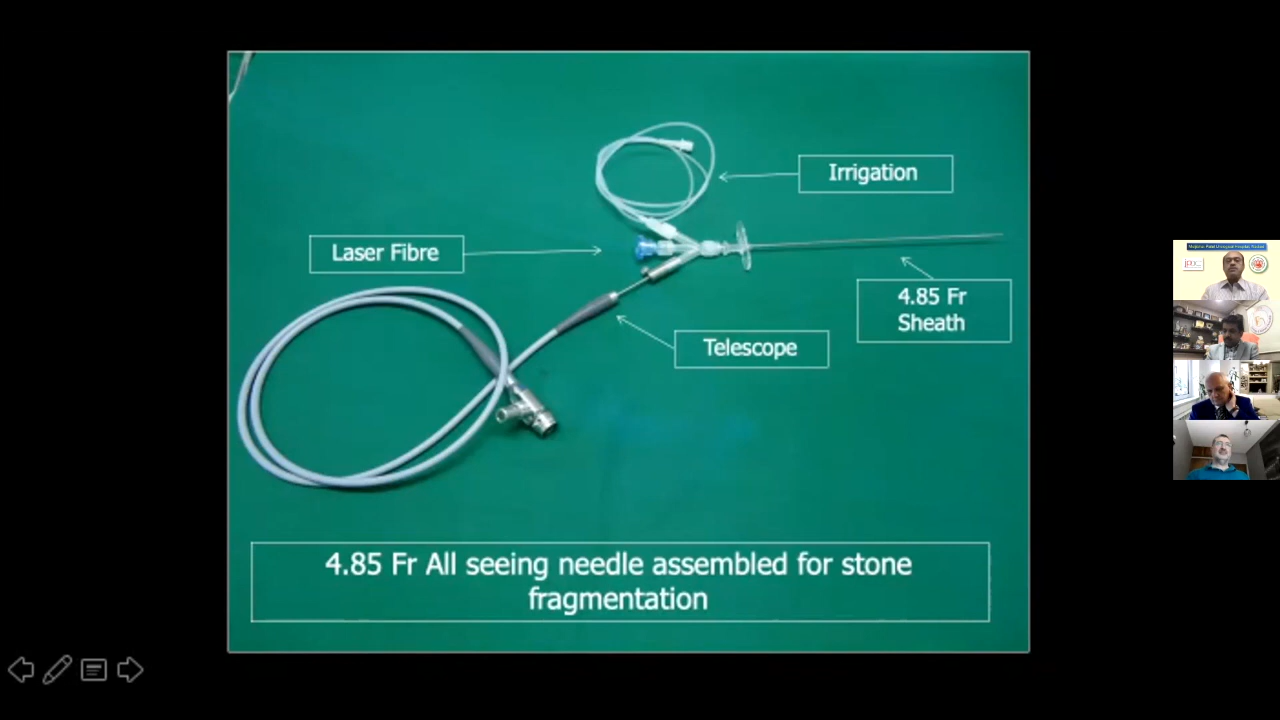 Irrigation
Laser Fibre
4.85 Fr
Sheath
Telescope
4.85 Fr All seeing needle assembled for stone
fragmentation